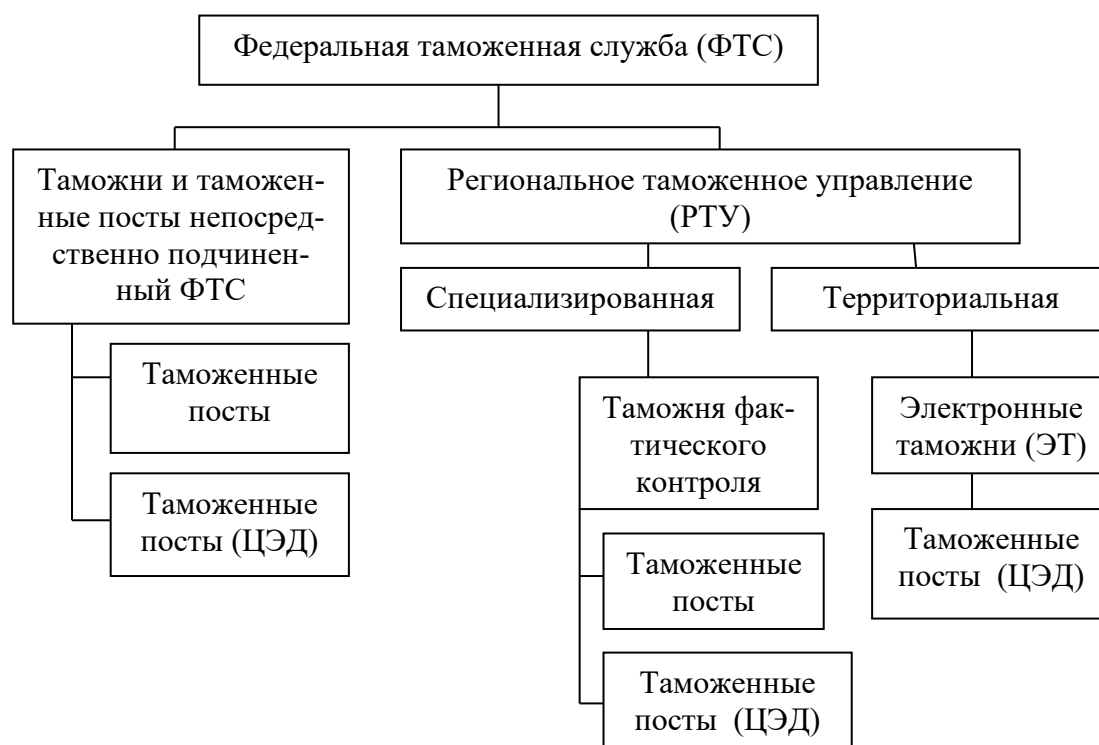 Федеральная таможенная служба (ФТС)
Таможни и таможен-
ные посты непосред-
ственно подчинен-
ный ФТС
Региональное таможенное управление
(РТУ)
Специализированная
Территориальная
Таможенные
посты
Таможенные
посты (ЦЭД)
Таможня фак-
тического
контроля
Таможенные
посты
Таможенные
посты (ЦЭД)
Электронные
таможни (ЭТ)
Таможенные
посты (ЦЭД)